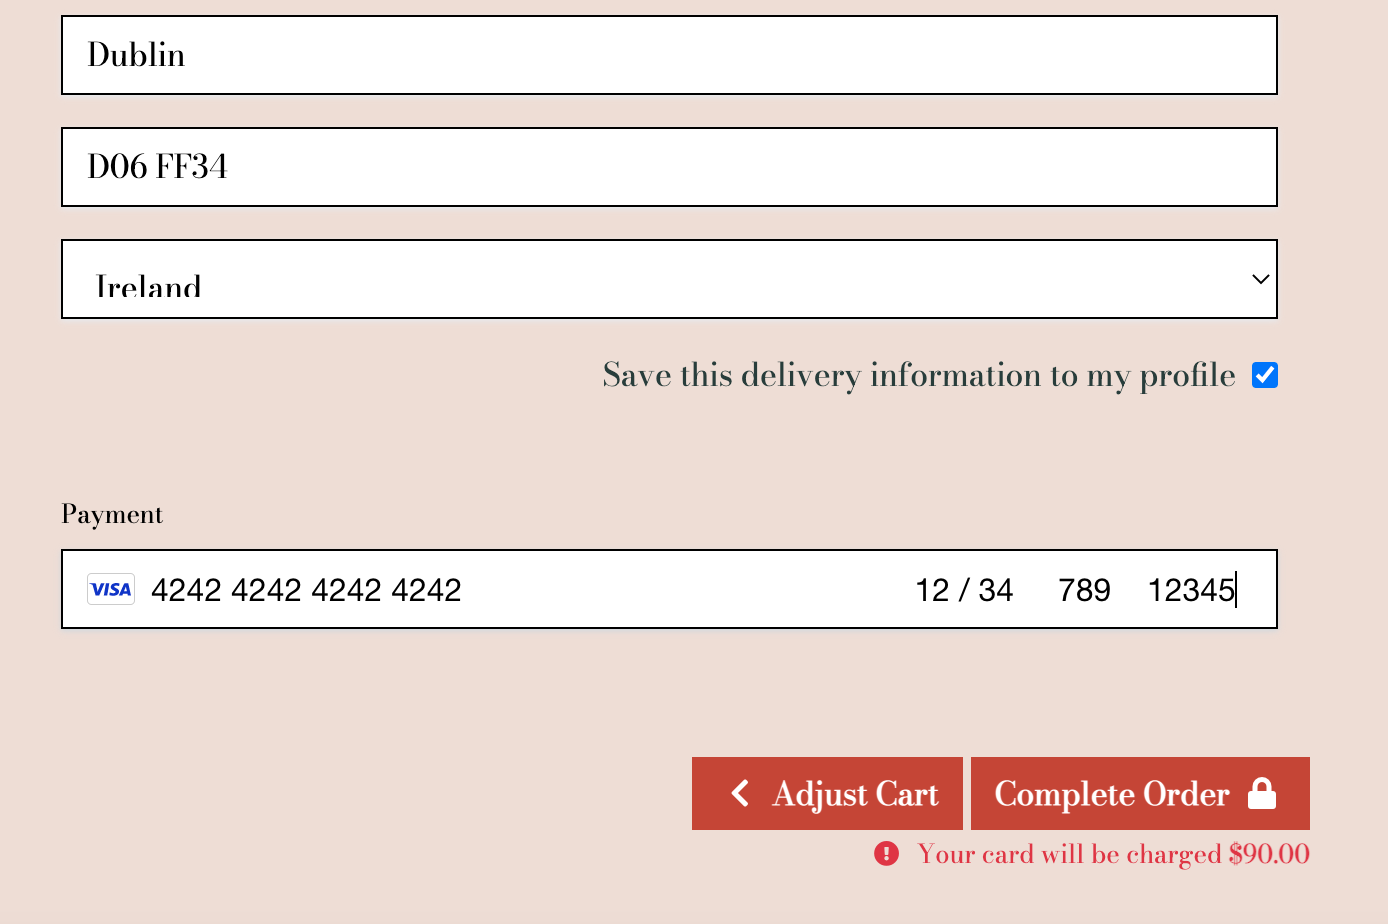 Dublin
D06 FF34
Ireland
Save this delivery information to my profile
Payment
VISA 4242 4242 4242 4242 12 / 34 789 12345
Adjust Cart Complete Order
Your card will be charged $90.00